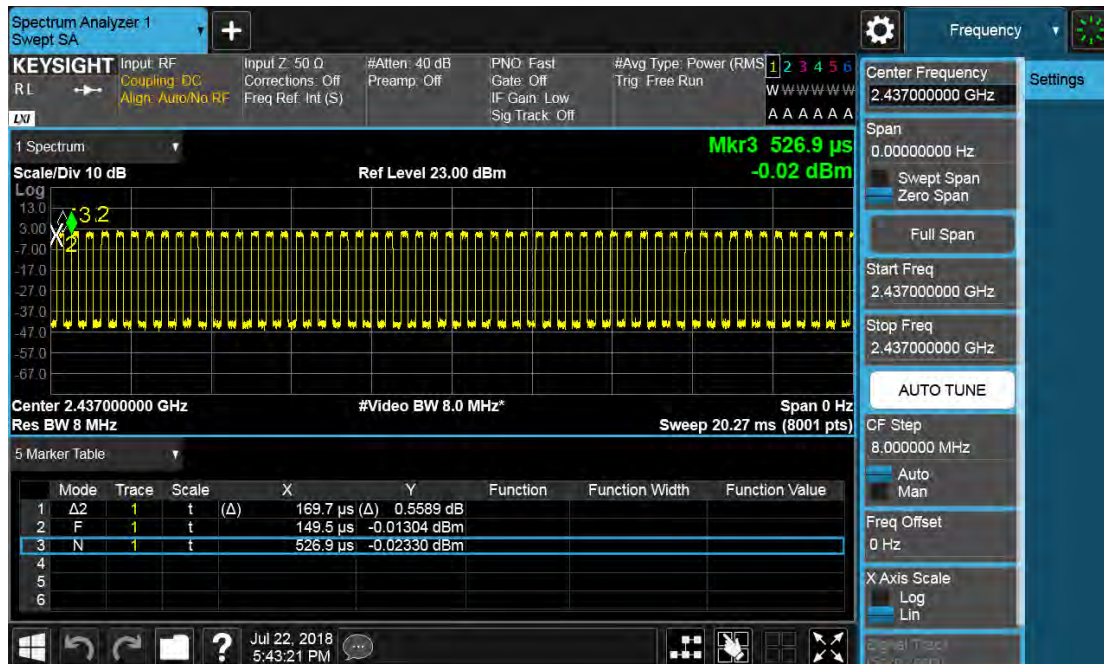 Spectrum Analyzer 1
Swept SA
+
Frequency
KEYSIGHT
RL
LXI
Input: RF
Coupling: DC
Align: Auto/No RF
Input Z: 50 Ω
Corrections: Off
Freq Ref: Int (S)
#Atten: 40 dB
Preamp: Off
PNO: Fast
Gate: Off
IF Gain: Low
Sig Track: Off
#Avg Type: Power (RMS
Trig: Free Run
1 2 3 4 5 6
W W W W W W
A A A A A A
1 Spectrum
Mkr3 526.9 µs
-0.02 dBm
Scale/Div 10 dB
Ref Level 23.00 dBm
Log
13.0
3.00
-7.00
-17.0
-27.0
-37.0
-47.0
-57.0
-67.0
Center 2.437000000 GHz
#Video BW 8.0 MHz*
Span 0 Hz
Res BW 8 MHz
Sweep 20.27 ms (8001 pts)
5 Marker Table
Mode Trace Scale X Y Function Function Width Function Value
1 Δ2 1 t (Δ) 169.7 µs (Δ) 0.5589 dB
2 F 1 t 149.5 µs -0.01304 dBm
3 N 1 t 526.9 µs -0.02330 dBm
4
5
6
Jul 22, 2018
5:43:21 PM
Center Frequency
2.437000000 GHz
Settings
Span
0.00000000 Hz
Swept Span
Zero Span
Full Span
Start Freq
2.437000000 GHz
Stop Freq
2.437000000 GHz
AUTO TUNE
CF Step
8.000000 MHz
Auto
Man
Freq Offset
0 Hz
X Axis Scale
Log
Lin
Signal Track